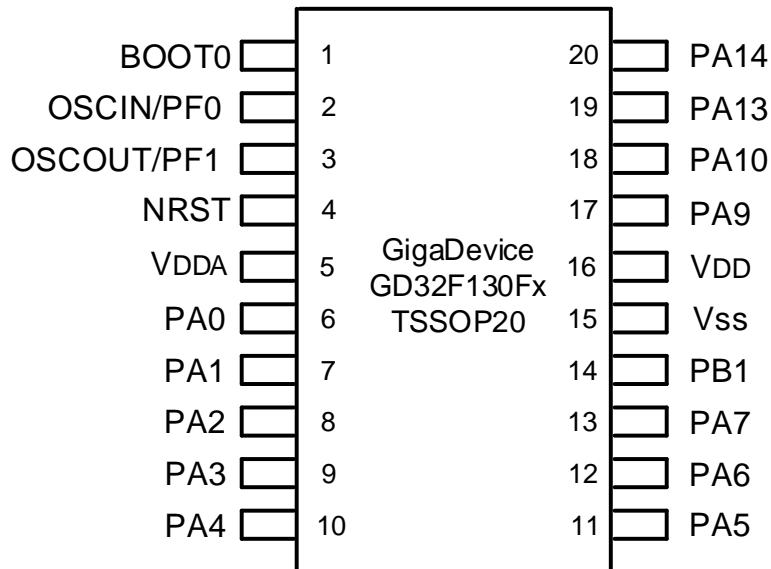 BOOT0 1 20 PA14
OSCIN/PF0 2 19 PA13
OSCOUT/PF1 3 18 PA10
NRST 4 17 PA9
VDDA 5 16 VDD
PA0 6 15 Vss
PA1 7 14 PB1
PA2 8 13 PA7
PA3 9 12 PA6
PA4 10 11 PA5
GigaDevice
GD32F130Fx
TSSOP20